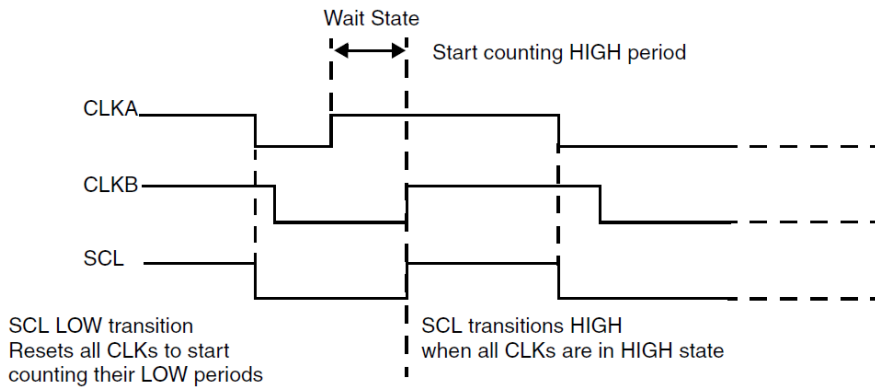 Wait State
Start counting HIGH period
CLKA
CLKB
SCL
SCL LOW transition
Resets all CLKs to start
counting their LOW periods
SCL transitions HIGH
when all CLKs are in HIGH state